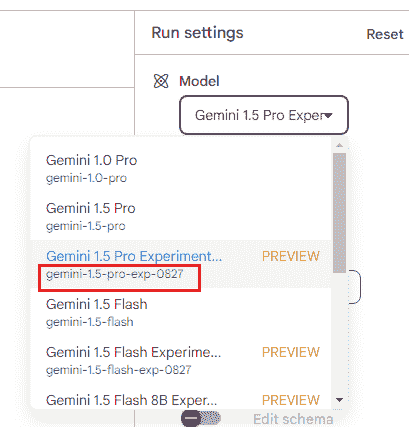 Run settings
Reset
Model
Gemini 1.5 Pro Exper
Gemini 1.0 Pro
gemini-1.0-pro
Gemini 1.5 Pro
gemini-1.5-pro
Gemini 1.5 Pro Experiment... PREVIEW
gemini-1.5-pro-exp-0827
Gemini 1.5 Flash
gemini-1.5-flash
Gemini 1.5 Flash Experime... PREVIEW
gemini-1.5-flash-exp-0827
Gemini 1.5 Flash 8B Exper... PREVIEW
Edit schema